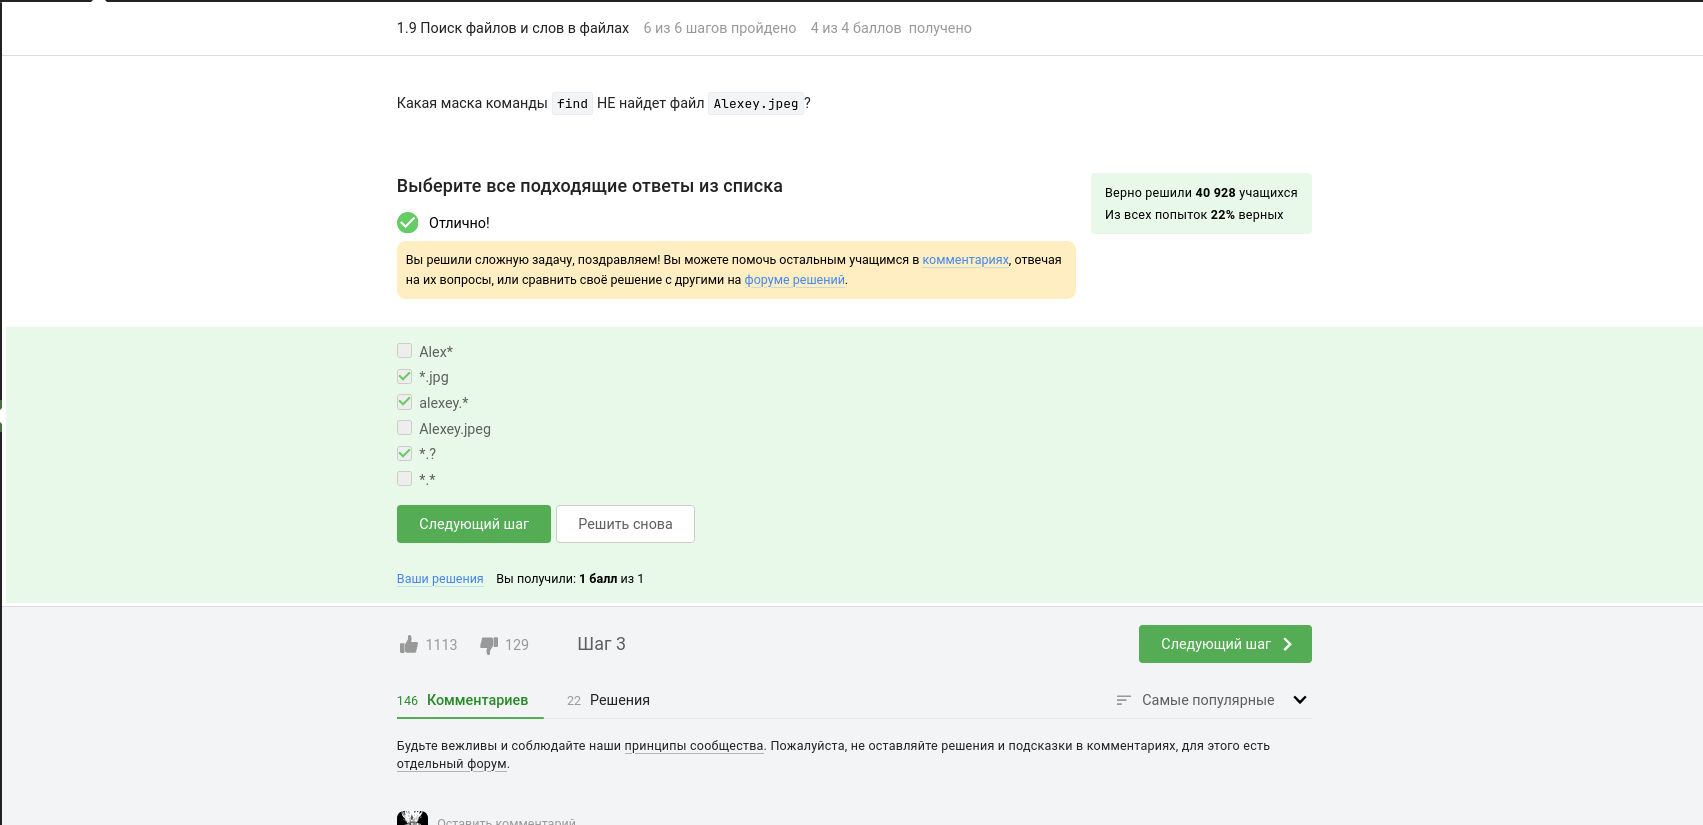 1.9 Поиск файлов и слов в файлах 6 из 6 шагов пройдено 4 из 4 баллов получено
Какая маска команды find НЕ найдет файл Alexey.jpeg?
Выберите все подходящие ответы из списка
Верно решили 40 928 учащихся
Из всех попыток 22% верных
Отлично!
Вы решили сложную задачу, поздравляем! Вы можете помочь остальным учащимся в комментариях, отвечая
на их вопросы, или сравнить своё решение с другими на форуме решений.
Alex*
*.jpg
alexey.*
Alexey.jpeg
*.?
*.*
Следующий шаг Решить снова
Ваши решения Вы получили: 1 балл из 1
1113 129 Шаг 3 Следующий шаг
146 Комментариев 22 Решения Самые популярные
Будьте вежливы и соблюдайте наши принципы сообщества. Пожалуйста, не оставляйте решения и подсказки в комментариях, для этого есть
отдельный форум.
Оставить комментарий